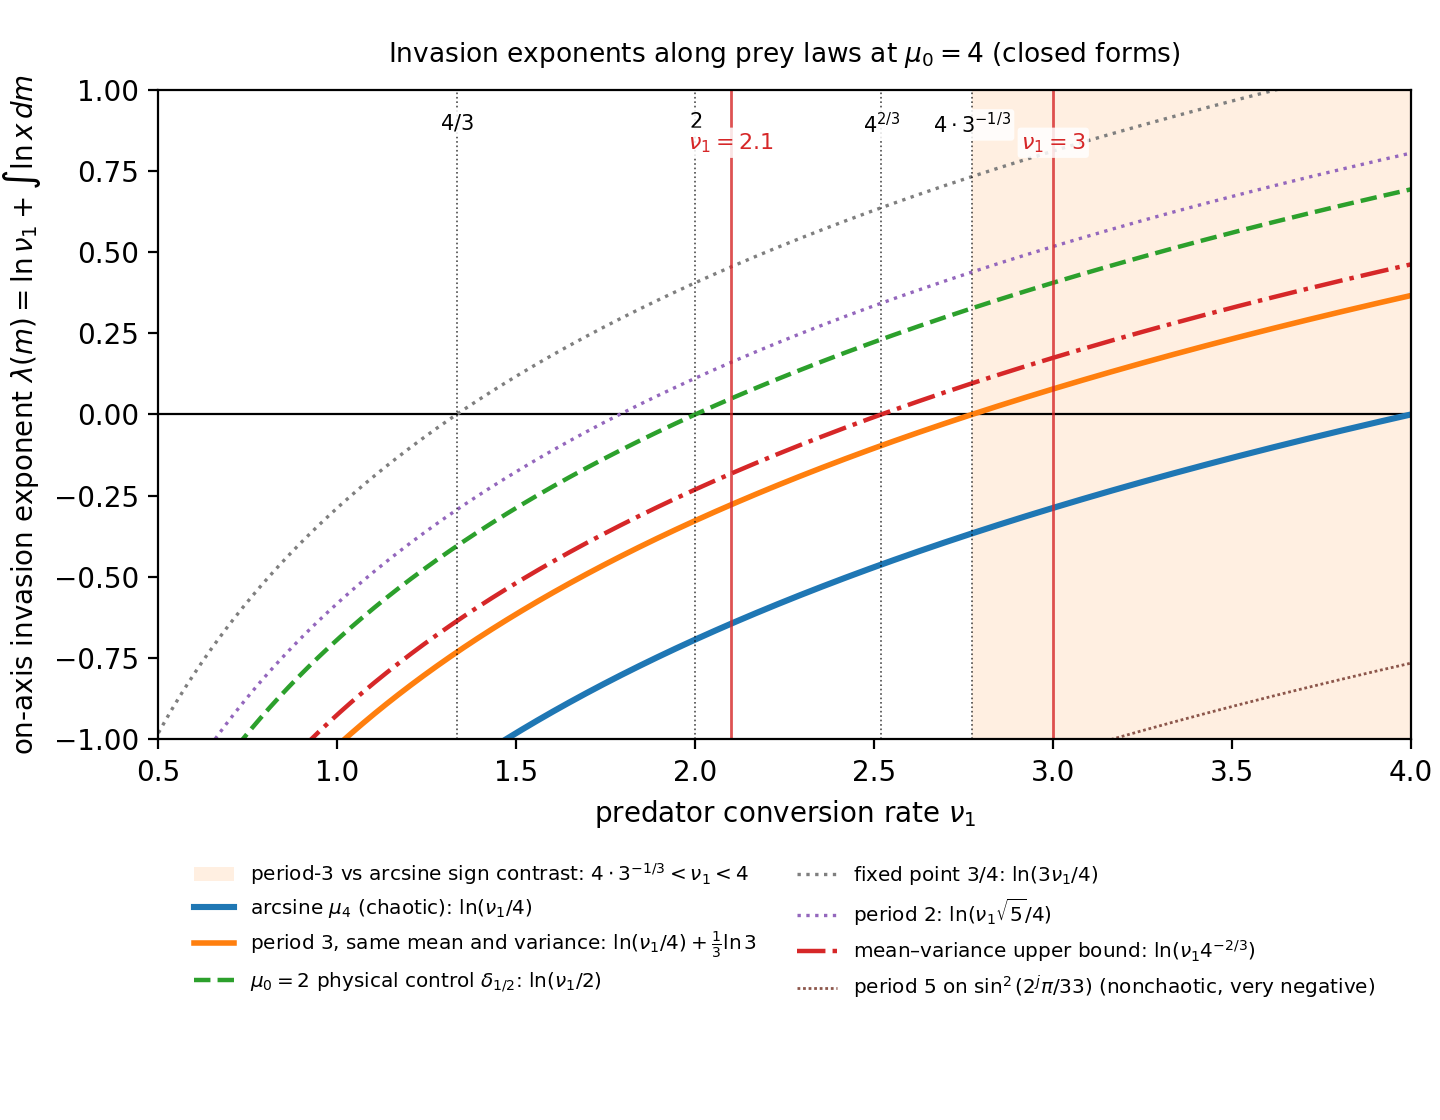 Invasion exponents along prey laws at μ₀ = 4 (closed forms)
on-axis invasion exponent λ(m) = ln ν₁ + ∫ ln x dm
1.00
0.75
0.50
0.25
0.00
−0.25
−0.50
−0.75
−1.00
4/3
2
4^{2/3}
4 · 3^{−1/3}
ν₁ = 2.1
ν₁ = 3
0.5 1.0 1.5 2.0 2.5 3.0 3.5 4.0
predator conversion rate ν₁
period-3 vs arcsine sign contrast: 4 · 3^{−1/3} < ν₁ < 4
arcsine μ₄ (chaotic): ln(ν₁/4)
period 3, same mean and variance: ln(ν₁/4) + 1/3 ln 3
μ₀ = 2 physical control δ_{1/2}: ln(ν₁/2)
fixed point 3/4: ln(3ν₁/4)
period 2: ln(ν₁√5/4)
mean–variance upper bound: ln(ν₁4^{−2/3})
period 5 on sin²(2^jπ/33) (nonchaotic, very negative)